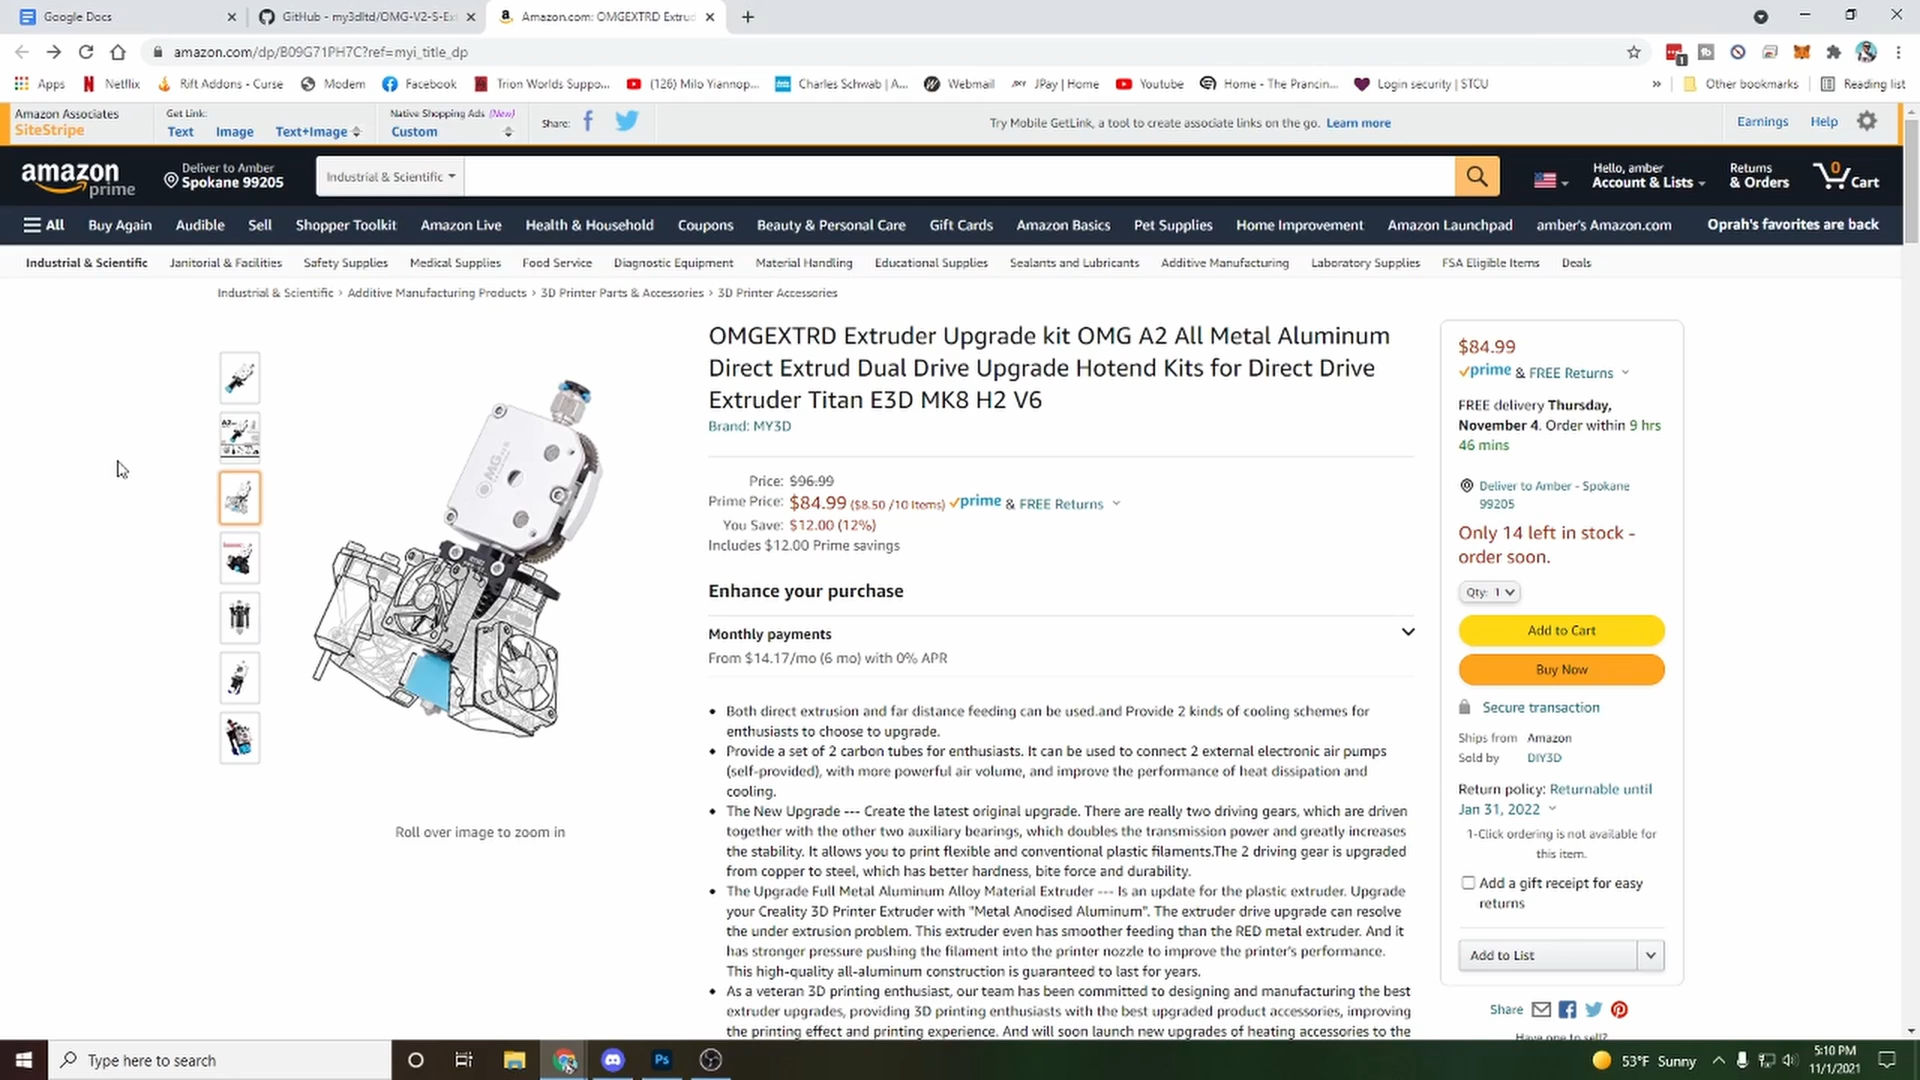 Google Docs
GitHub - my3dltd/OMG-V2-S-Ex
Amazon.com: OMGEXTRD Extrud
amazon.com/dp/B09G71PH7C?ref=myi_title_dp
Apps
Netflix
Rift Addons - Curse
Modem
Facebook
Trion Worlds Suppo...
(126) Milo Yiannop...
Charles Schwab | A...
Webmail
JPay | Home
Youtube
Home - The Prancin...
Login security | STCU
»
Other bookmarks
Reading list
Amazon Associates
SiteStripe
Get Link:
Text Image Text+Image
Native Shopping Ads (New)
Custom
Share:
Try Mobile GetLink, a tool to create associate links on the go. Learn more
Earnings
Help
amazon
prime
Deliver to Amber
Spokane 99205
Industrial & Scientific
Hello, amber
Account & Lists
Returns
& Orders
0
Cart
All
Buy Again
Audible
Sell
Shopper Toolkit
Amazon Live
Health & Household
Coupons
Beauty & Personal Care
Gift Cards
Amazon Basics
Pet Supplies
Home Improvement
Amazon Launchpad
amber's Amazon.com
Oprah's favorites are back
Industrial & Scientific
Janitorial & Facilities
Safety Supplies
Medical Supplies
Food Service
Diagnostic Equipment
Material Handling
Educational Supplies
Sealants and Lubricants
Additive Manufacturing
Laboratory Supplies
FSA Eligible Items
Deals
Industrial & Scientific › Additive Manufacturing Products › 3D Printer Parts & Accessories › 3D Printer Accessories
A2
OMG
Roll over image to zoom in
OMGEXTRD Extruder Upgrade kit OMG A2 All Metal Aluminum
Direct Extrud Dual Drive Upgrade Hotend Kits for Direct Drive
Extruder Titan E3D MK8 H2 V6
Brand: MY3D
Price: $96.99
Prime Price: $84.99 ($8.50 /10 Items) prime & FREE Returns
You Save: $12.00 (12%)
Includes $12.00 Prime savings
Enhance your purchase
Monthly payments
From $14.17/mo (6 mo) with 0% APR
• Both direct extrusion and far distance feeding can be used.and Provide 2 kinds of cooling schemes for
enthusiasts to choose to upgrade.
• Provide a set of 2 carbon tubes for enthusiasts. It can be used to connect 2 external electronic air pumps
(self-provided), with more powerful air volume, and improve the performance of heat dissipation and
cooling.
• The New Upgrade --- Create the latest original upgrade. There are really two driving gears, which are driven
together with the other two auxiliary bearings, which doubles the transmission power and greatly increases
the stability. It allows you to print flexible and conventional plastic filaments.The 2 driving gear is upgraded
from copper to steel, which has better hardness, bite force and durability.
• The Upgrade Full Metal Aluminum Alloy Material Extruder --- Is an update for the plastic extruder. Upgrade
your Creality 3D Printer Extruder with "Metal Anodised Aluminum". The extruder drive upgrade can resolve
the under extrusion problem. This extruder even has smoother feeding than the RED metal extruder. And it
has stronger pressure pushing the filament into the printer nozzle to improve the printer's performance.
This high-quality all-aluminum construction is guaranteed to last for years.
• As a veteran 3D printing enthusiast, our team has been committed to designing and manufacturing the best
extruder upgrades, providing 3D printing enthusiasts with the best upgraded product accessories, improving
the printing effect and printing experience. And will soon launch new upgrades of heating accessories to the
$84.99
prime & FREE Returns
FREE delivery Thursday,
November 4. Order within 9 hrs
46 mins
Deliver to Amber - Spokane
99205
Only 14 left in stock -
order soon.
Qty: 1
Add to Cart
Buy Now
Secure transaction
Ships from Amazon
Sold by DIY3D
Return policy: Returnable until
Jan 31, 2022
1-Click ordering is not available for
this item.
Add a gift receipt for easy
returns
Add to List
Share
Have one to sell?
Type here to search
Ps
53°F Sunny
5:10 PM
11/1/2021